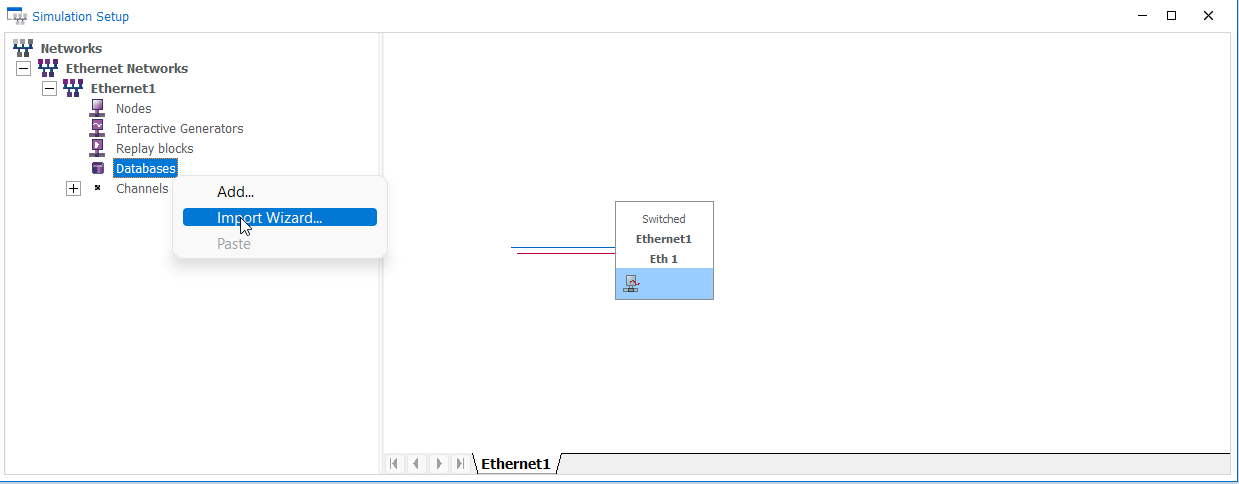 Simulation Setup
Networks
Ethernet Networks
Ethernet1
Nodes
Interactive Generators
Replay blocks
Databases
Channels
Add...
Import Wizard...
Paste
Switched
Ethernet1
Eth 1
Ethernet1